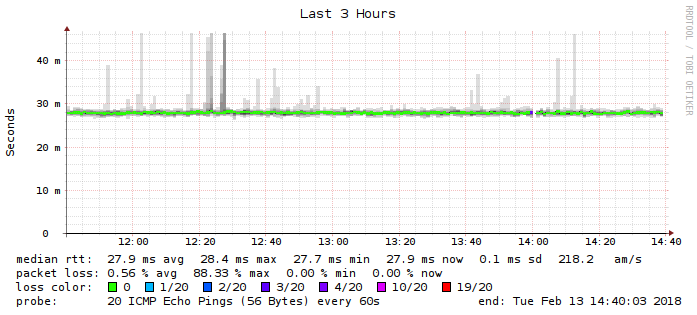 Last 3 Hours
RRDTOOL / TOBI OETIKER
Seconds
40 m
30 m
20 m
10 m
0
12:00 12:20 12:40 13:00 13:20 13:40 14:00 14:20 14:40
median rtt: 27.9 ms avg 28.4 ms max 27.7 ms min 27.9 ms now 0.1 ms sd 218.2 am/s
packet loss: 0.56 % avg 88.33 % max 0.00 % min 0.00 % now
loss color: 0 1/20 2/20 3/20 4/20 10/20 19/20
probe: 20 ICMP Echo Pings (56 Bytes) every 60s end: Tue Feb 13 14:40:03 2018